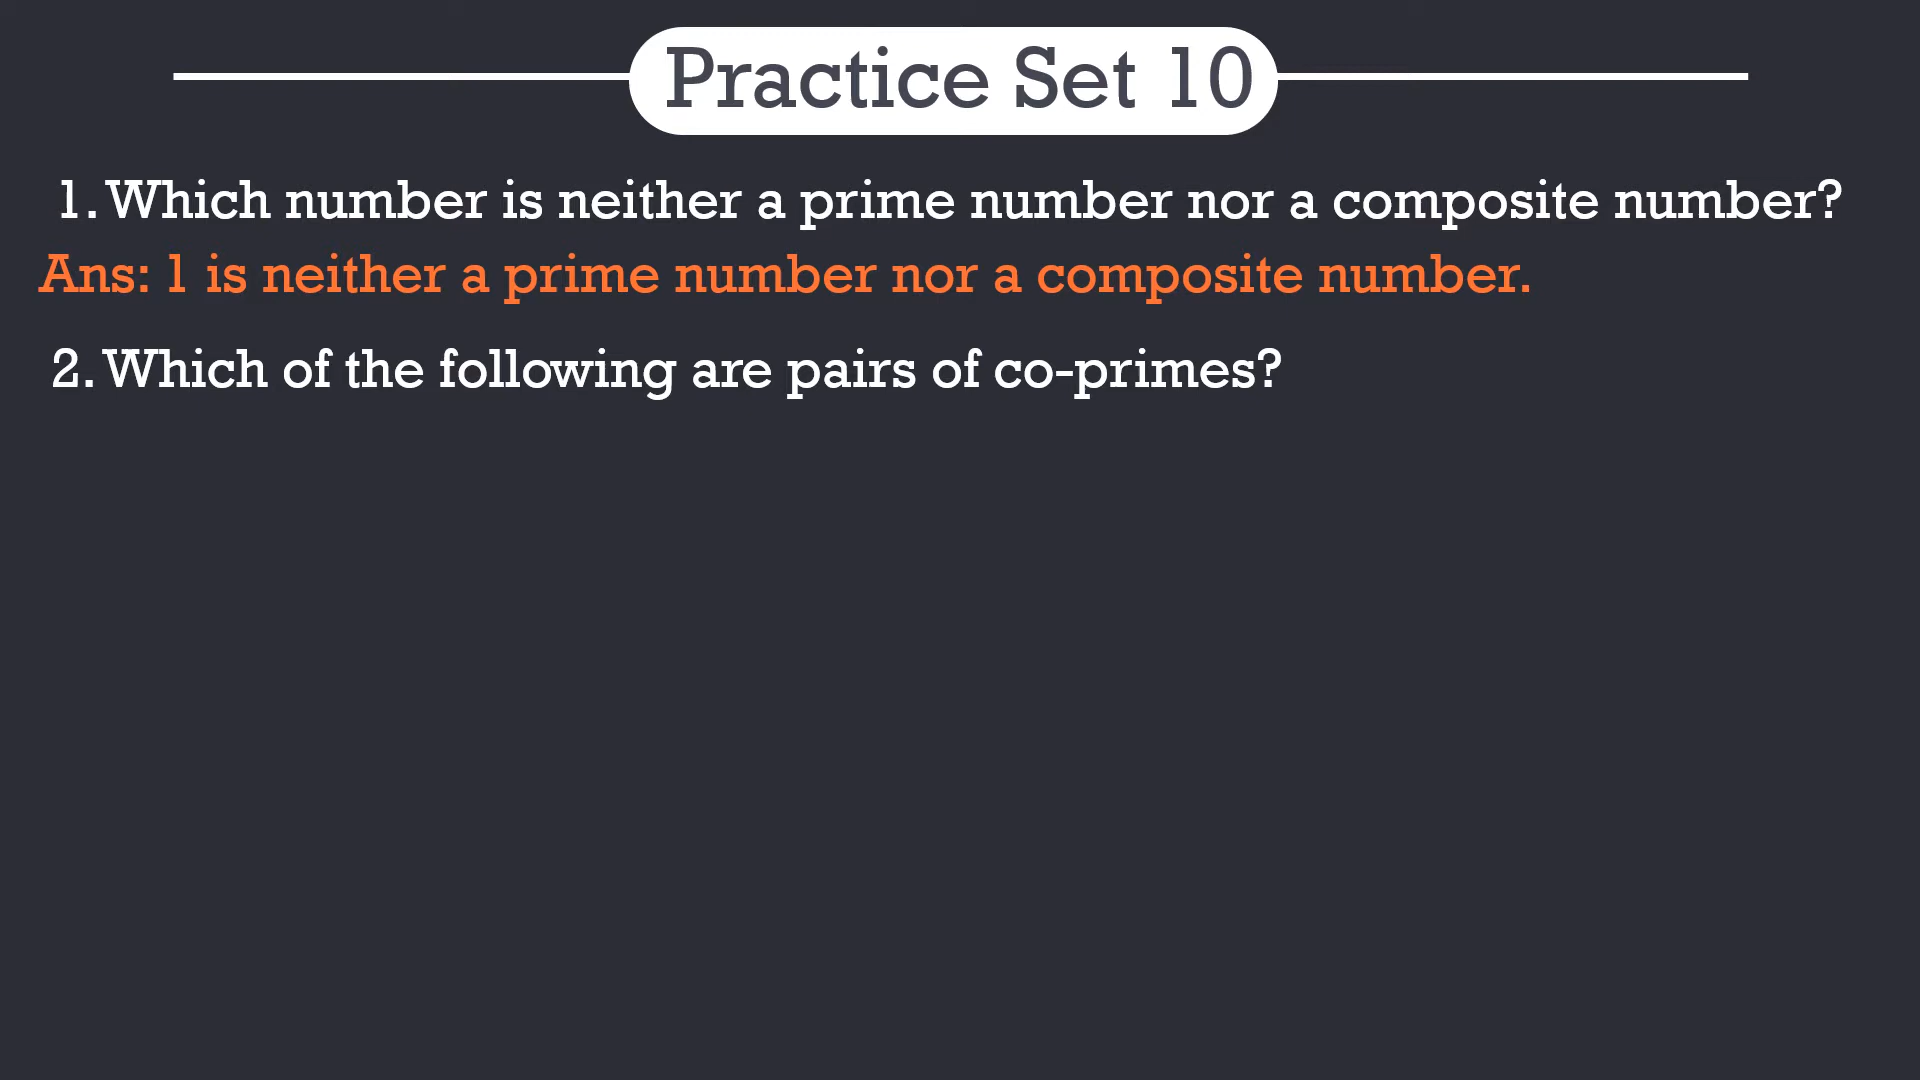 Practice Set 10
1. Which number is neither a prime number nor a composite number?
Ans: 1 is neither a prime number nor a composite number.
2. Which of the following are pairs of co-primes?